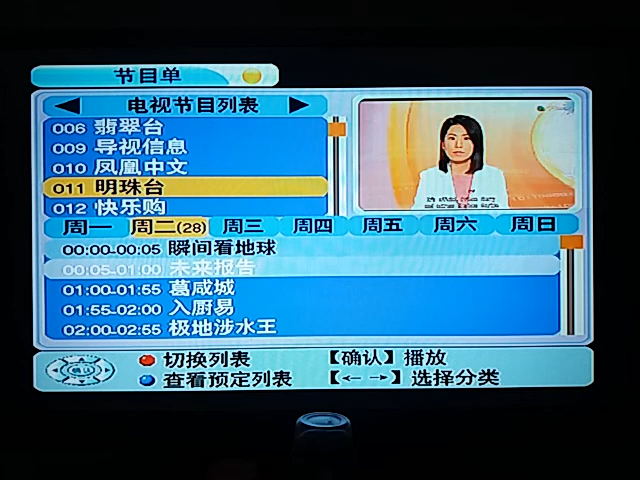 节目单
电视节目列表
006 翡翠台
009 导视信息
010 凤凰中文
011 明珠台
012 快乐购
周一 周二(28) 周三 周四 周五 周六 周日
00:00-00:05 瞬间看地球
00:05-01:00 未来报告
01:00-01:55 葛咸城
01:55-02:00 入厨易
02:00-02:55 极地涉水王
切换列表 【确认】播放
查看预定列表 【←→】选择分类
确认